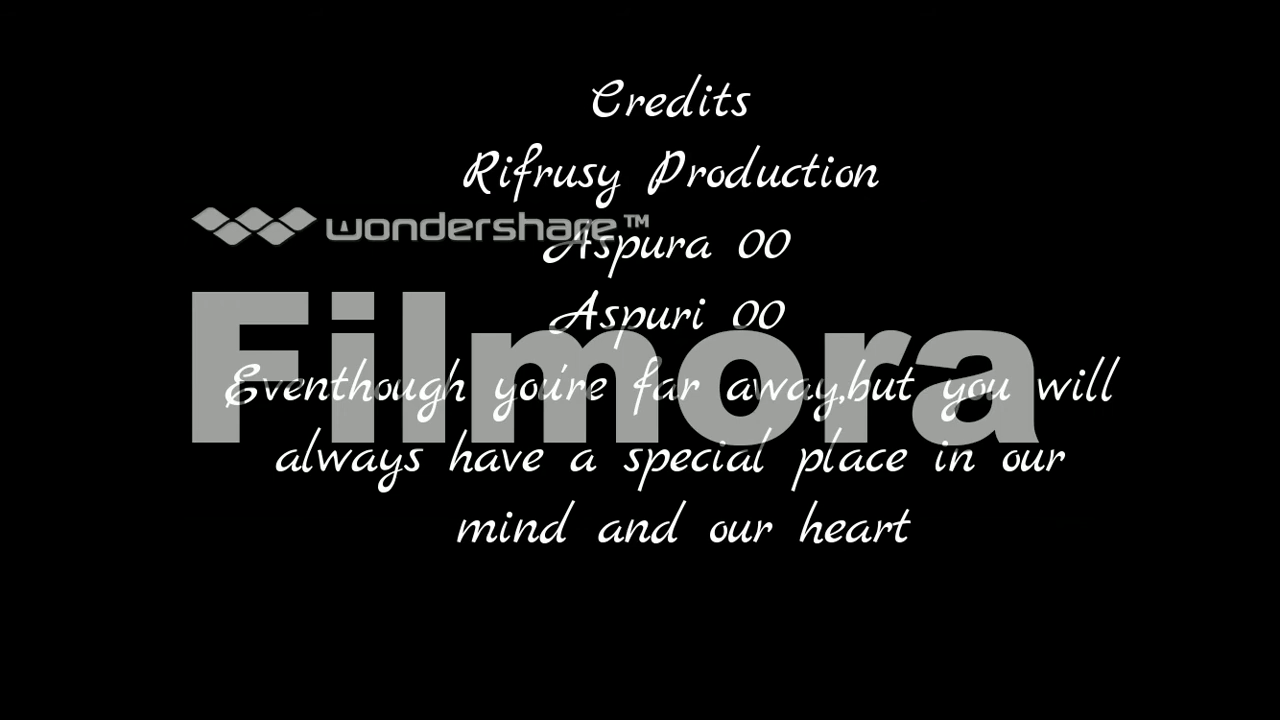 Credits
Rifrusy Production
wondershare™
Aspura 00
Aspuri 00
Filmora
Eventhough you're far away,but you will
always have a special place in our
mind and our heart